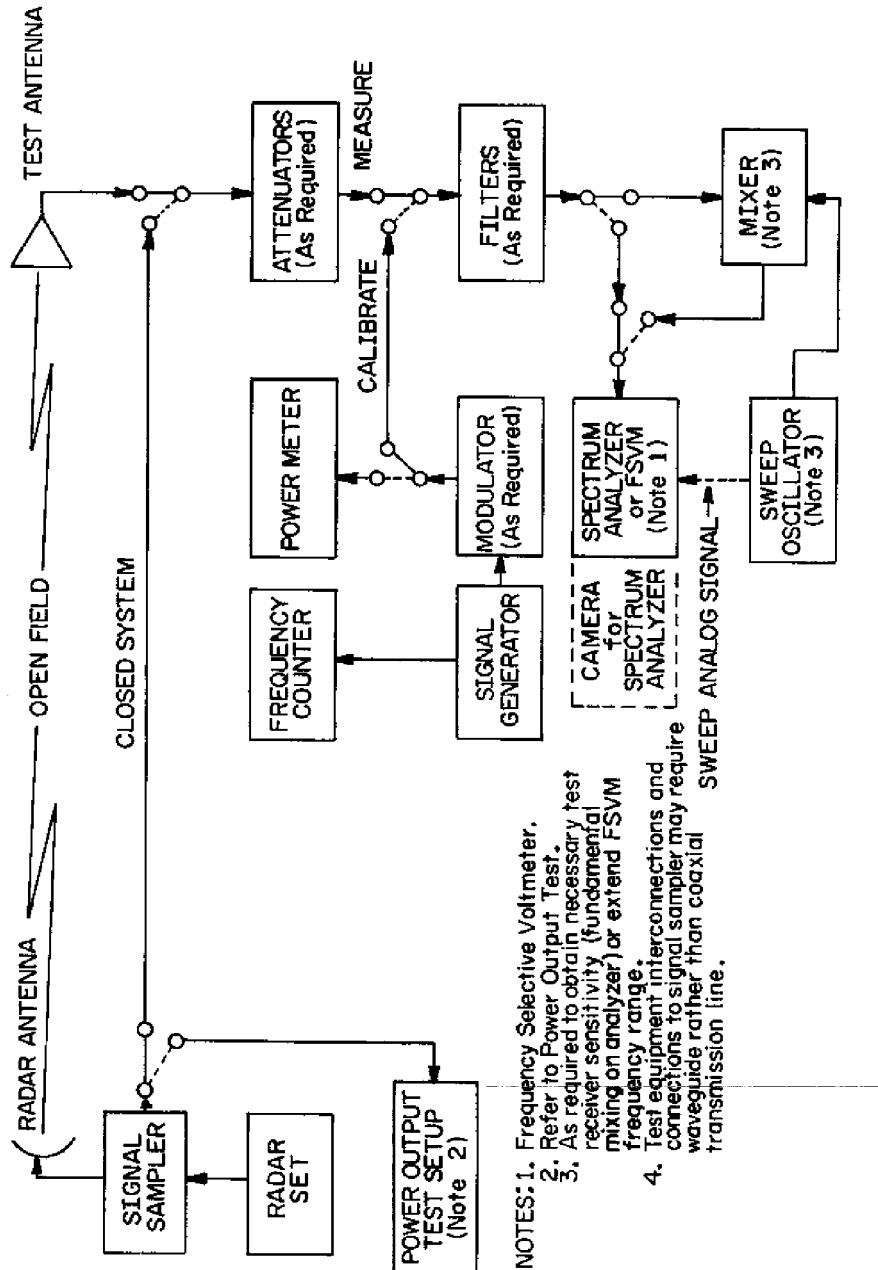 RADAR ANTENNA
OPEN FIELD
TEST ANTENNA
SIGNAL
SAMPLER
CLOSED SYSTEM
RADAR
SET
FREQUENCY
COUNTER
POWER METER
ATTENUATORS
(As Required)
CALIBRATE
MEASURE
POWER OUTPUT
TEST SETUP
(Note 2)
SIGNAL
GENERATOR
MODULATOR
(As Required)
FILTERS
(As Required)
CAMERA
for
SPECTRUM
ANALYZER
SPECTRUM
ANALYZER
or FSVM
(Note 1)
SWEEP ANALOG SIGNAL
SWEEP
OSCILLATOR
(Note 3)
MIXER
(Note 3)
NOTES: 1. Frequency Selective Voltmeter.
2. Refer to Power Output Test.
3. As required to obtain necessary test
receiver sensitivity (fundamental
mixing on analyzer) or extend FSVM
frequency range.
4. Test equipment interconnections and
connections to signal sampler may require
waveguide rather than coaxial
transmission line.